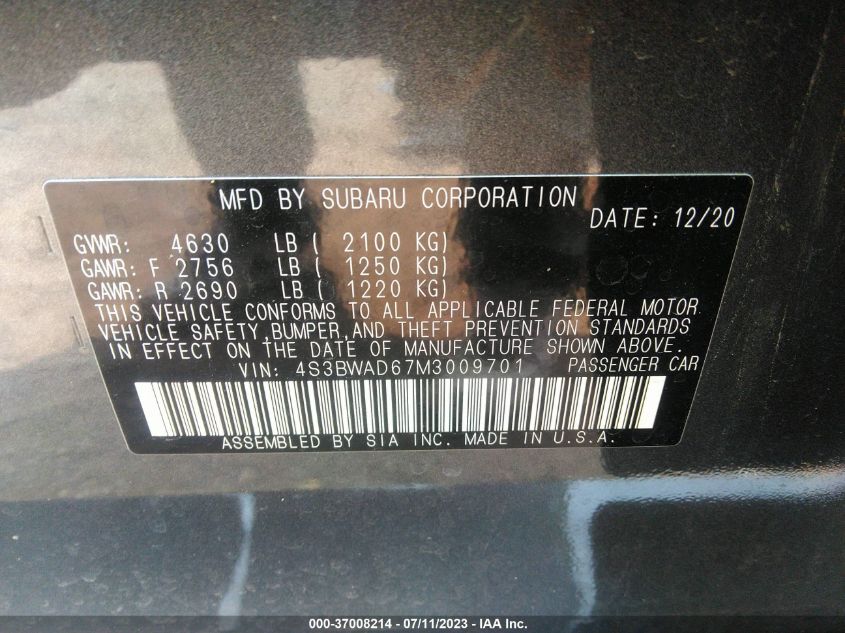 MFD BY SUBARU CORPORATION
DATE: 12/20
GVWR: 4630 LB ( 2100 KG)
GAWR: F 2756 LB ( 1250 KG)
GAWR: R 2690 LB ( 1220 KG)
THIS VEHICLE CONFORMS TO ALL APPLICABLE FEDERAL MOTOR
VEHICLE SAFETY,BUMPER,AND THEFT PREVENTION STANDARDS
IN EFFECT ON THE DATE OF MANUFACTURE SHOWN ABOVE.
VIN: 4S3BWAD67M3009701 PASSENGER CAR
ASSEMBLED BY SIA INC. MADE IN U.S.A.
000-37008214 - 07/11/2023 - IAA Inc.